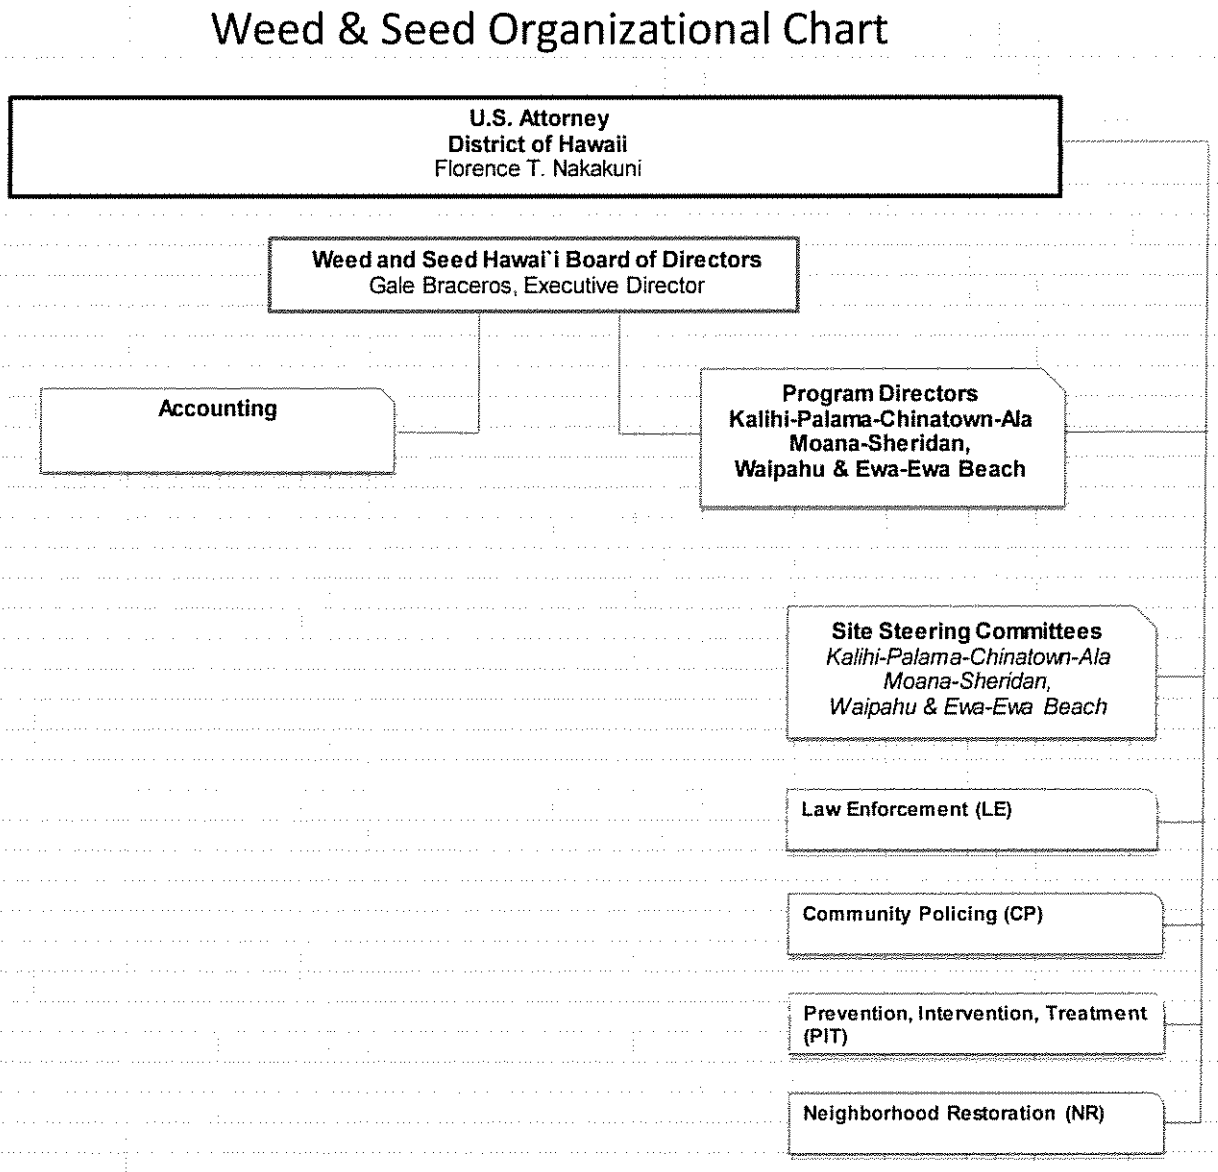 Weed & Seed Organizational Chart
U.S. Attorney
District of Hawaii
Florence T. Nakakuni
Weed and Seed Hawai`i Board of Directors
Gale Braceros, Executive Director
Accounting
Program Directors
Kalihi-Palama-Chinatown-Ala
Moana-Sheridan,
Waipahu & Ewa-Ewa Beach
Site Steering Committees
Kalihi-Palama-Chinatown-Ala
Moana-Sheridan,
Waipahu & Ewa-Ewa Beach
Law Enforcement (LE)
Community Policing (CP)
Prevention, Intervention, Treatment
(PIT)
Neighborhood Restoration (NR)